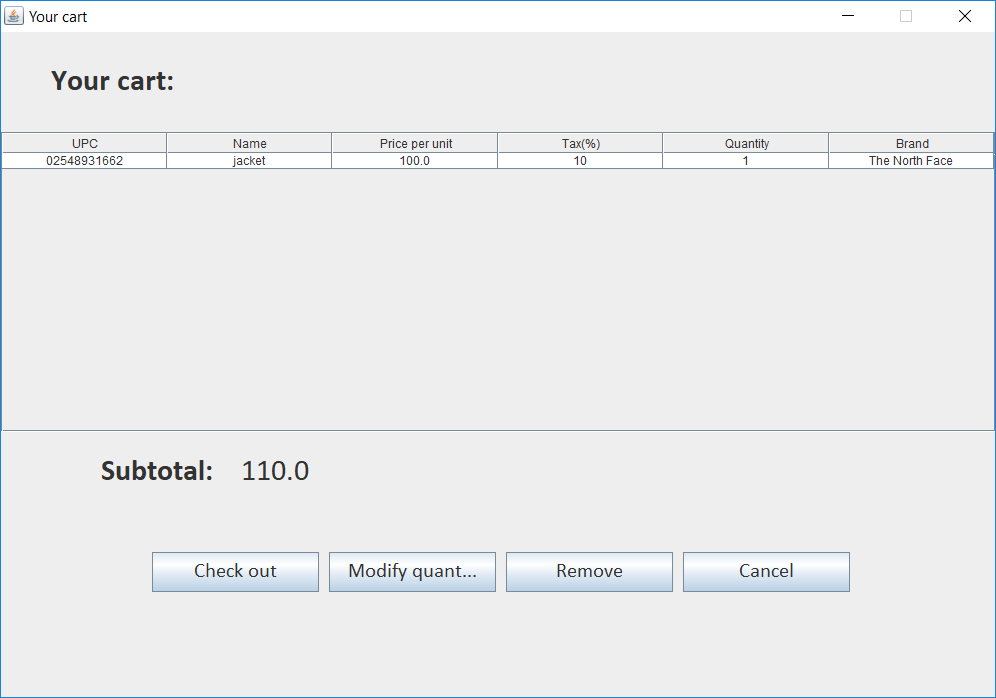 Your cart
Your cart:
UPC Name Price per unit Tax(%) Quantity Brand
02548931662 jacket 100.0 10 1 The North Face
Subtotal: 110.0
Check out Modify quant... Remove Cancel